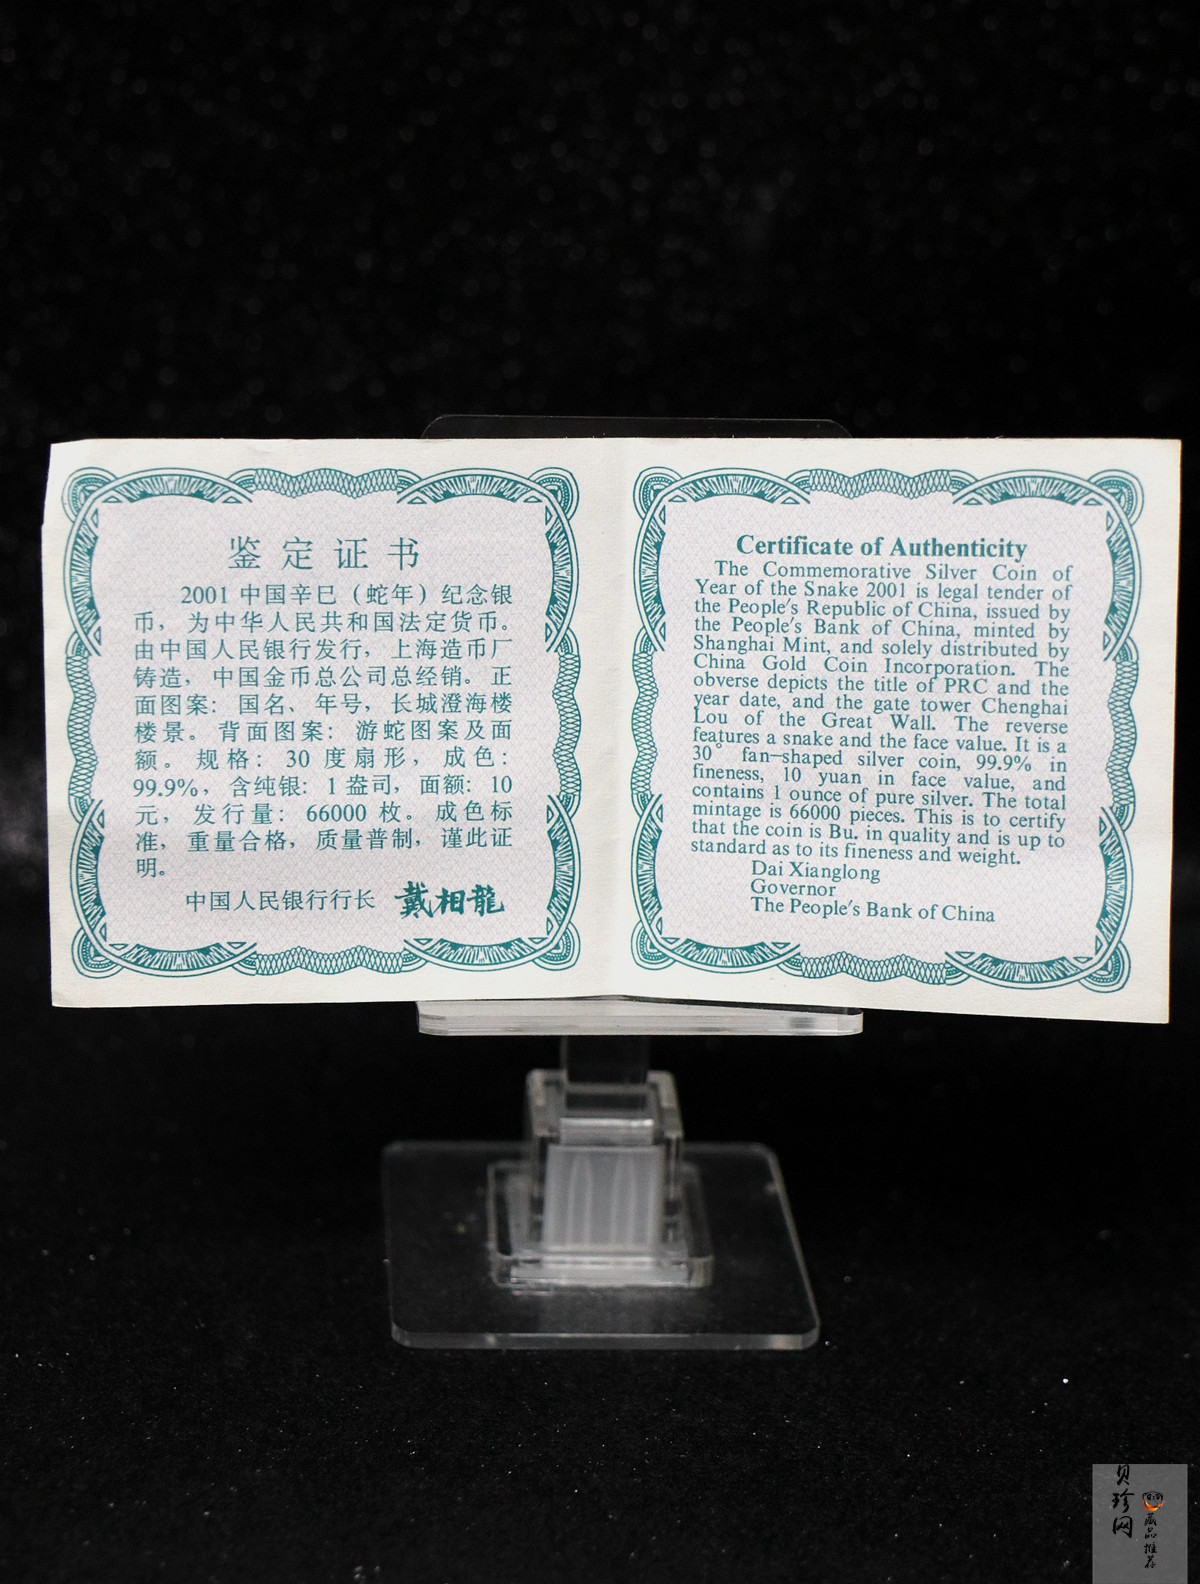 鉴定证书
2001 中国辛巳（蛇年）纪念银
币，为中华人民共和国法定货币。
由中国人民银行发行，上海造币厂
铸造，中国金币总公司总经销。正
面图案：国名、年号，长城澄海楼
楼景。背面图案：游蛇图案及面
额。规格：30 度扇形，成色：
99.9%，含纯银：1 盎司，面额：10
元，发行量：66000 枚。成色标
准，重量合格，质量普制，谨此证
明。
中国人民银行行长 戴相龍
Certificate of Authenticity
The Commemorative Silver Coin of
Year of the Snake 2001 is legal tender of
the People's Republic of China, issued by
the People's Bank of China, minted by
Shanghai Mint, and solely distributed by
China Gold Coin Incorporation. The
obverse depicts the title of PRC and the
year date, and the gate tower Chenghai
Lou of the Great Wall. The reverse
features a snake and the face value. It is a
30° fan-shaped silver coin, 99.9% in
fineness, 10 yuan in face value, and
contains 1 ounce of pure silver. The total
mintage is 66000 pieces. This is to certify
that the coin is Bu. in quality and is up to
standard as to its fineness and weight.
Dai Xianglong
Governor
The People's Bank of China
贝珍网
藏品推荐